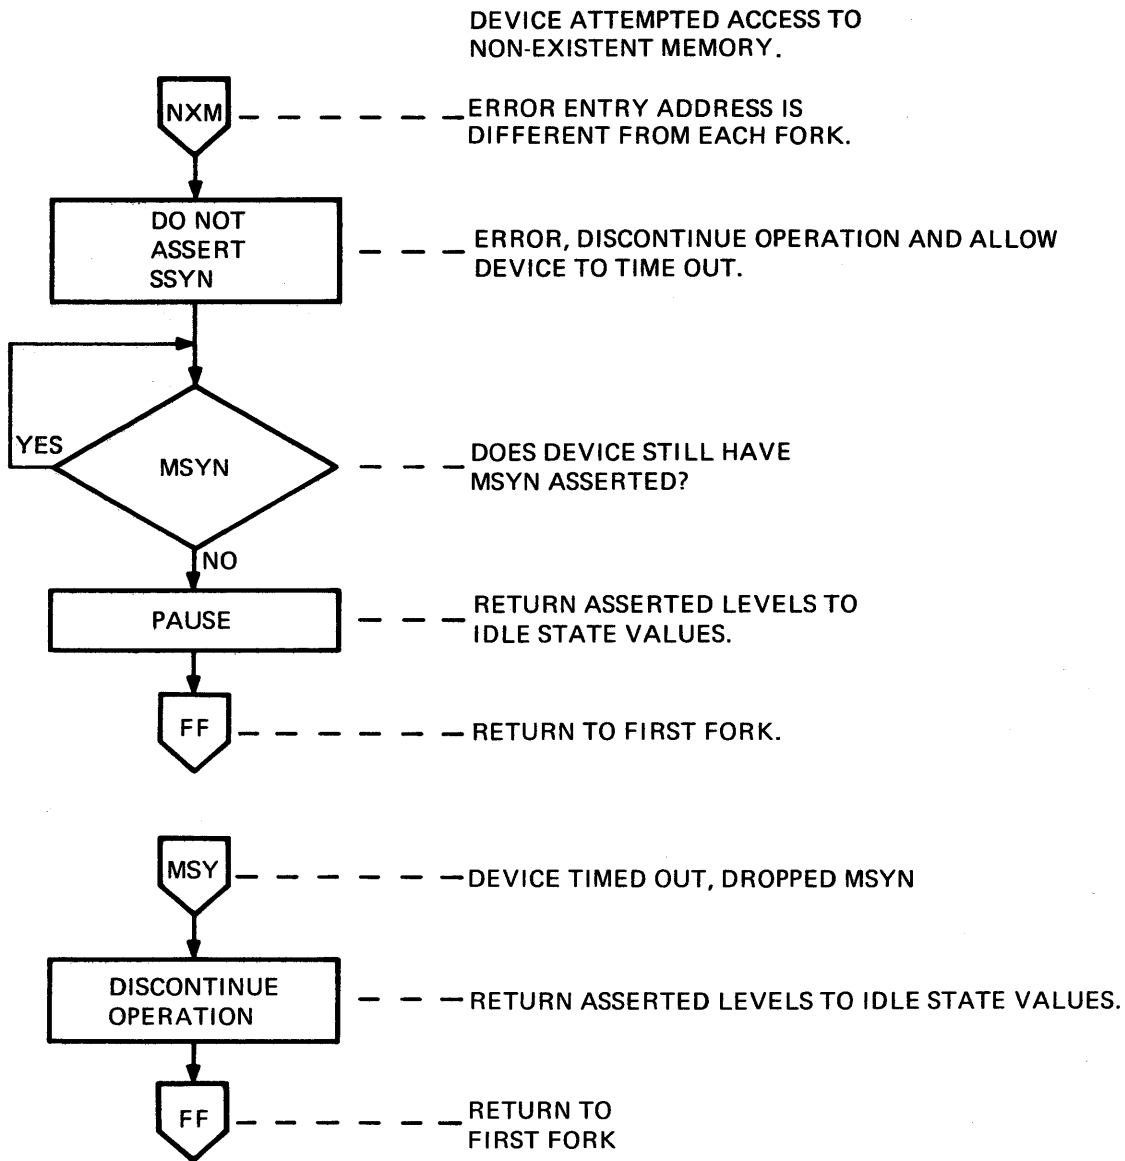 DEVICE ATTEMPTED ACCESS TO
NON-EXISTENT MEMORY.
NXM
ERROR ENTRY ADDRESS IS
DIFFERENT FROM EACH FORK.
DO NOT
ASSERT
SSYN
ERROR, DISCONTINUE OPERATION AND ALLOW
DEVICE TO TIME OUT.
YES
MSYN
DOES DEVICE STILL HAVE
MSYN ASSERTED?
NO
PAUSE
RETURN ASSERTED LEVELS TO
IDLE STATE VALUES.
FF
RETURN TO FIRST FORK.
MSY
DEVICE TIMED OUT, DROPPED MSYN
DISCONTINUE
OPERATION
RETURN ASSERTED LEVELS TO IDLE STATE VALUES.
FF
RETURN TO
FIRST FORK